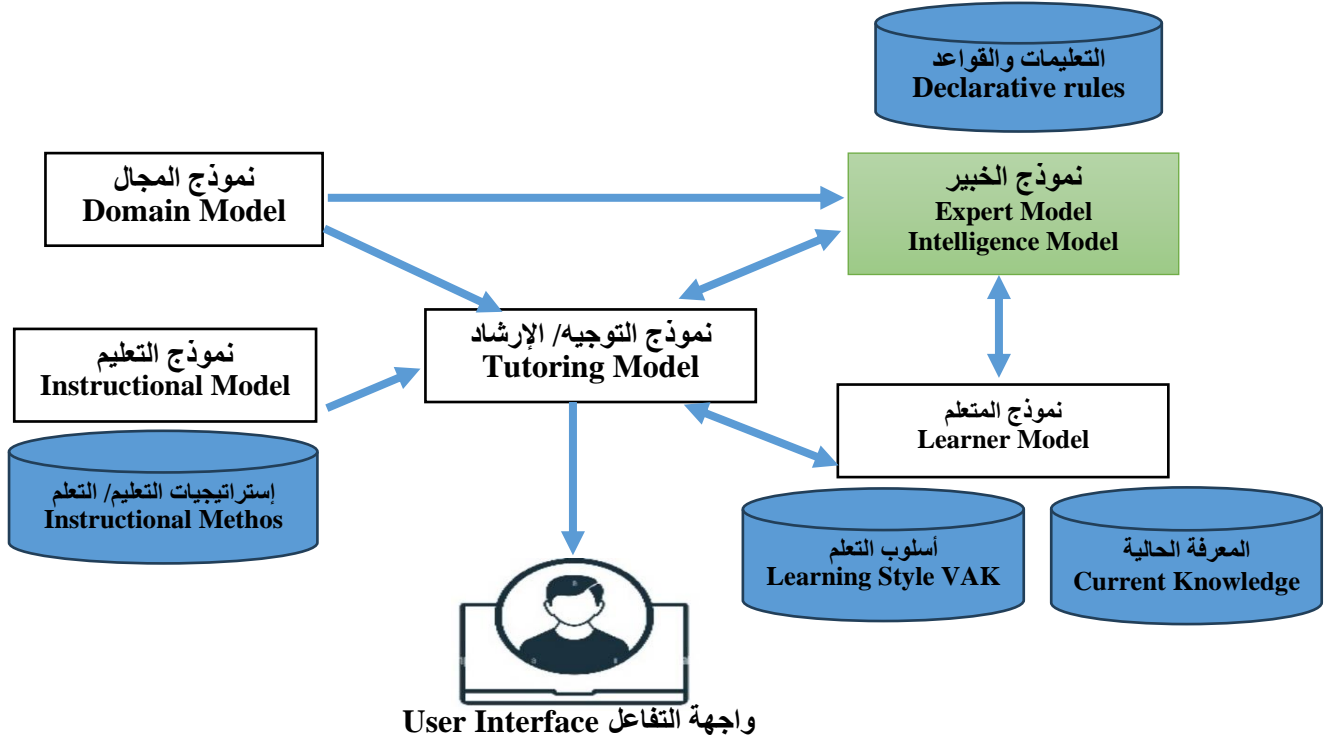 التعليمات والقواعد
Declarative rules
نموذج المجال
Domain Model
نموذج الخبير
Expert Model
Intelligence Model
نموذج التوجيه/ الإرشاد
Tutoring Model
نموذج التعليم
Instructional Model
نموذج المتعلم
Learner Model
إستراتيجيات التعليم/ التعلم
Instructional Methos
أسلوب التعلم
Learning Style VAK
المعرفة الحالية
Current Knowledge
واجهة التفاعل User Interface